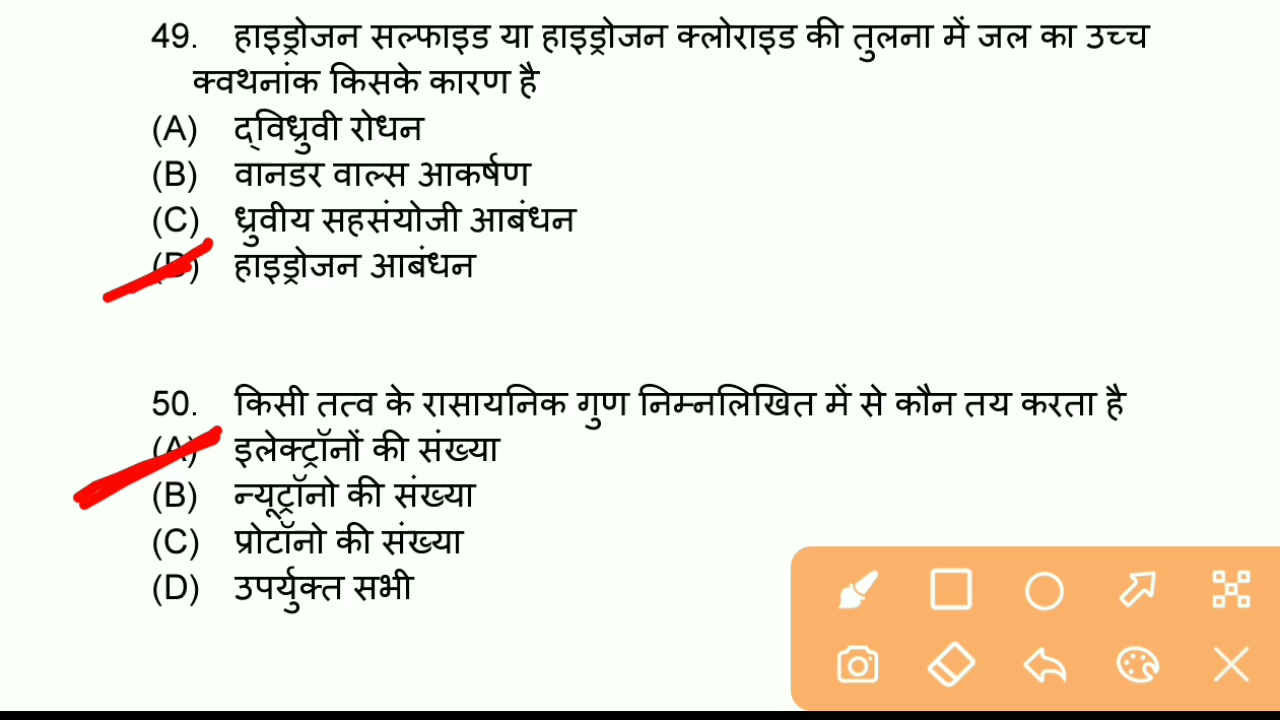 49. हाइड्रोजन सल्फाइड या हाइड्रोजन क्लोराइड की तुलना में जल का उच्च
क्वथनांक किसके कारण है
(A) द्विध्रुवी रोधन
(B) वानडर वाल्स आकर्षण
(C) ध्रुवीय सहसंयोजी आबंधन
(D) हाइड्रोजन आबंधन
50. किसी तत्व के रासायनिक गुण निम्नलिखित में से कौन तय करता है
(A) इलेक्ट्रॉनों की संख्या
(B) न्यूट्रॉनो की संख्या
(C) प्रोटॉनो की संख्या
(D) उपर्युक्त सभी